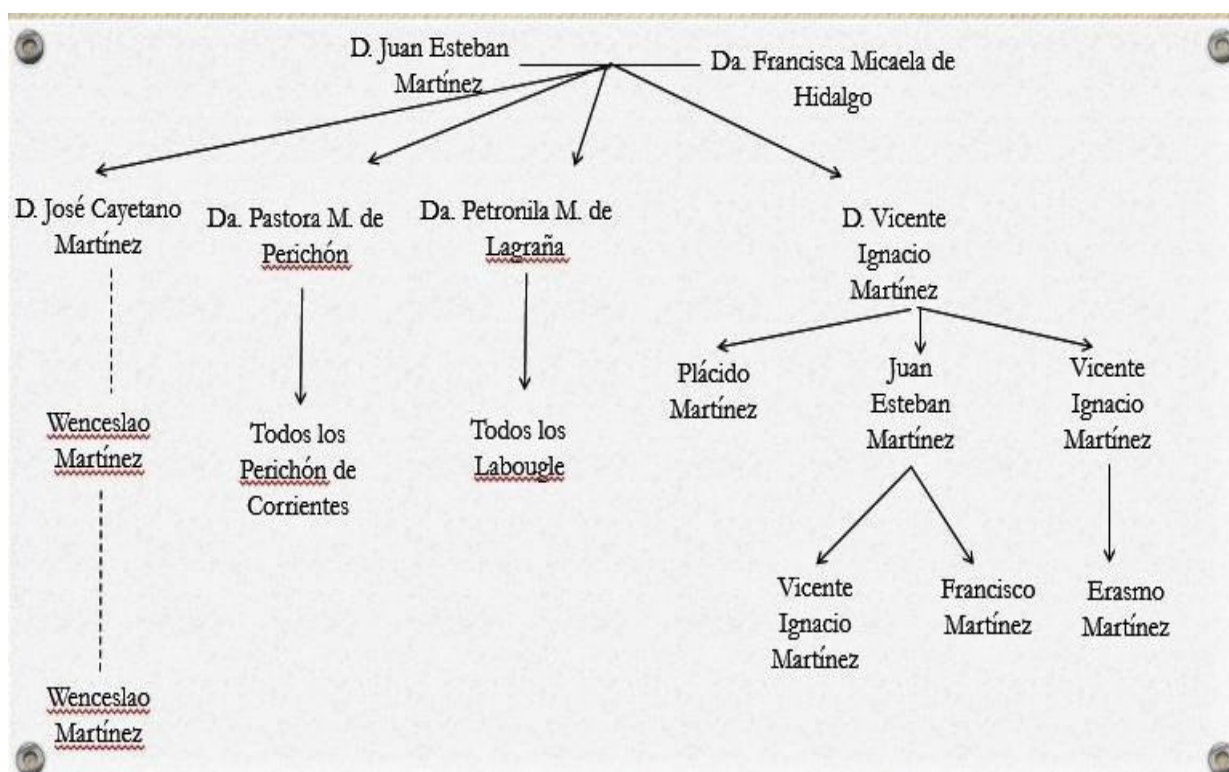 D. Juan Esteban
Martínez
Da. Francisca Micaela de
Hidalgo
D. José Cayetano
Martínez
Da. Pastora M. de
Perichón
Da. Petronila M. de
Lagraña
D. Vicente
Ignacio
Martínez
Plácido
Martínez
Juan
Esteban
Martínez
Vicente
Ignacio
Martínez
Wenceslao
Martínez
Todos los
Perichón de
Corrientes
Todos los
Labougle
Vicente
Ignacio
Martínez
Francisco
Martínez
Erasmo
Martínez
Wenceslao
Martínez